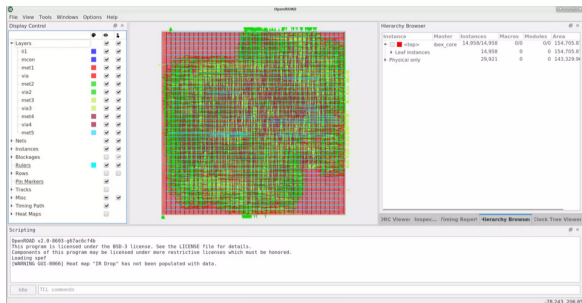 OpenROAD
File View Tools Windows Options Help
Display Control
Layers
li1
mcon
met1
via
met2
via2
met3
via3
met4
via4
met5
Nets
Instances
Blockages
Rulers
Rows
Pin Markers
Tracks
Misc
Timing Path
Heat Maps
Hierarchy Browser
Instance Master Instances Macros Modules Area
<top> ibex_core 14,958/14,958 0/0 0/0 154,705.8
Leaf instances 14,958 0 0 154,705.8
Physical only 29,921 0 0 143,329.9
DRC Viewer Inspec... Timing Report Hierarchy Browser Clock Tree Viewer
Scripting
OpenROAD v2.0-8603-gb7ac6cf4b
This program is licensed under the BSD-3 license. See the LICENSE file for details.
Components of this program may be licensed under more restrictive licenses which must be honored.
Loading spef
[WARNING GUI-0066] Heat map "IR Drop" has not been populated with data.
Idle TCL commands